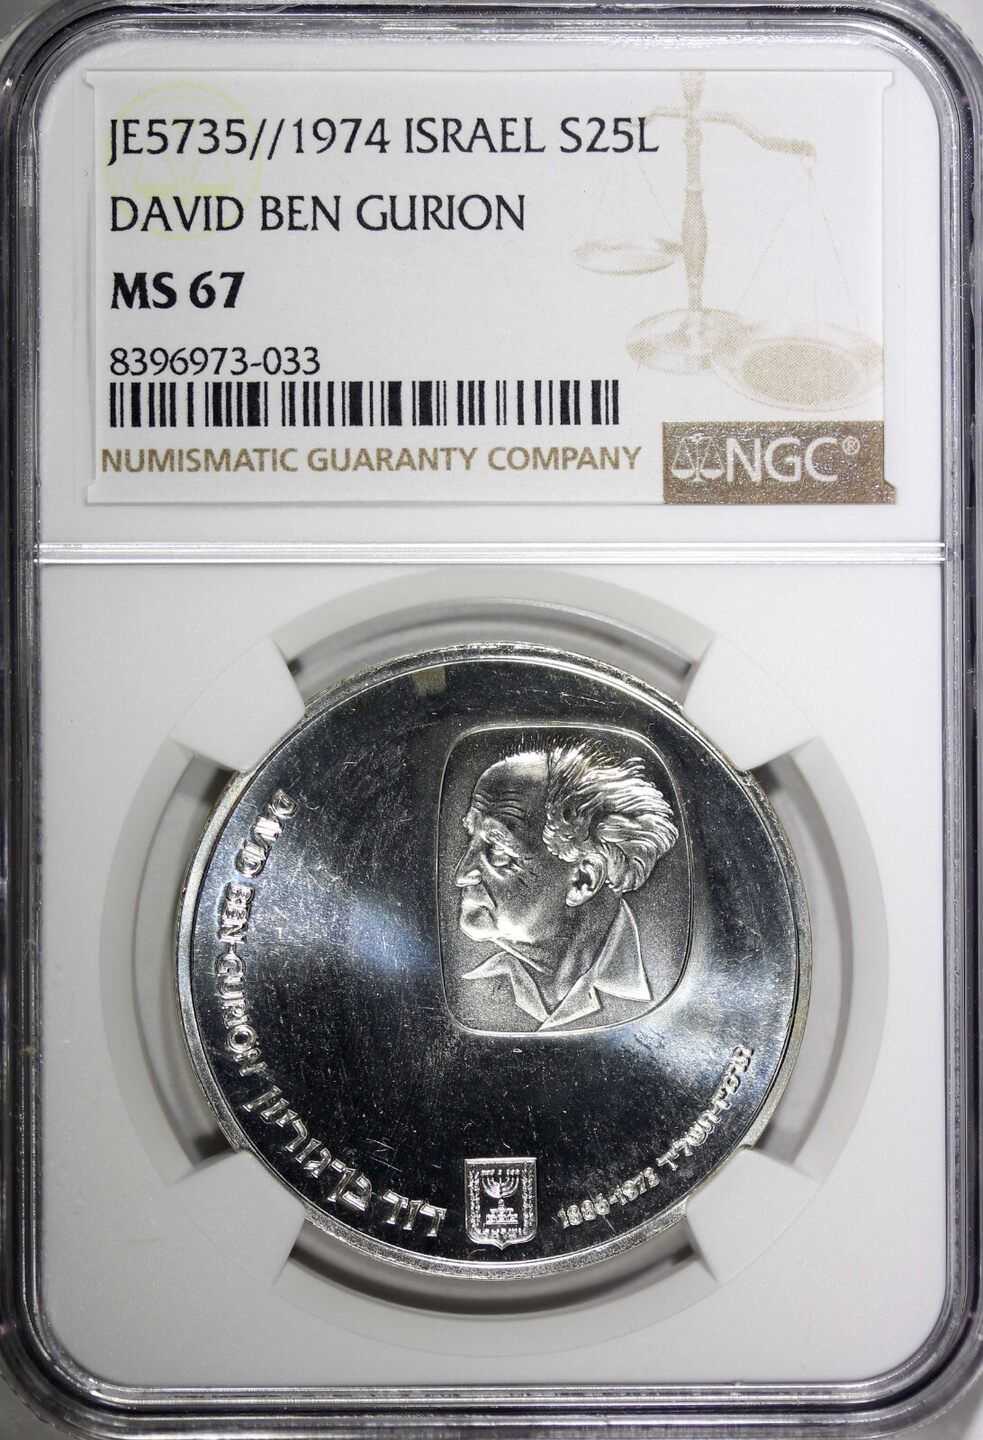 JE5735//1974 ISRAEL S25L
DAVID BEN GURION
MS 67
8396973-033
NUMISMATIC GUARANTY COMPANY
NGC®
DAVID BEN-GURION
דוד בן־גוריון
1886-1973